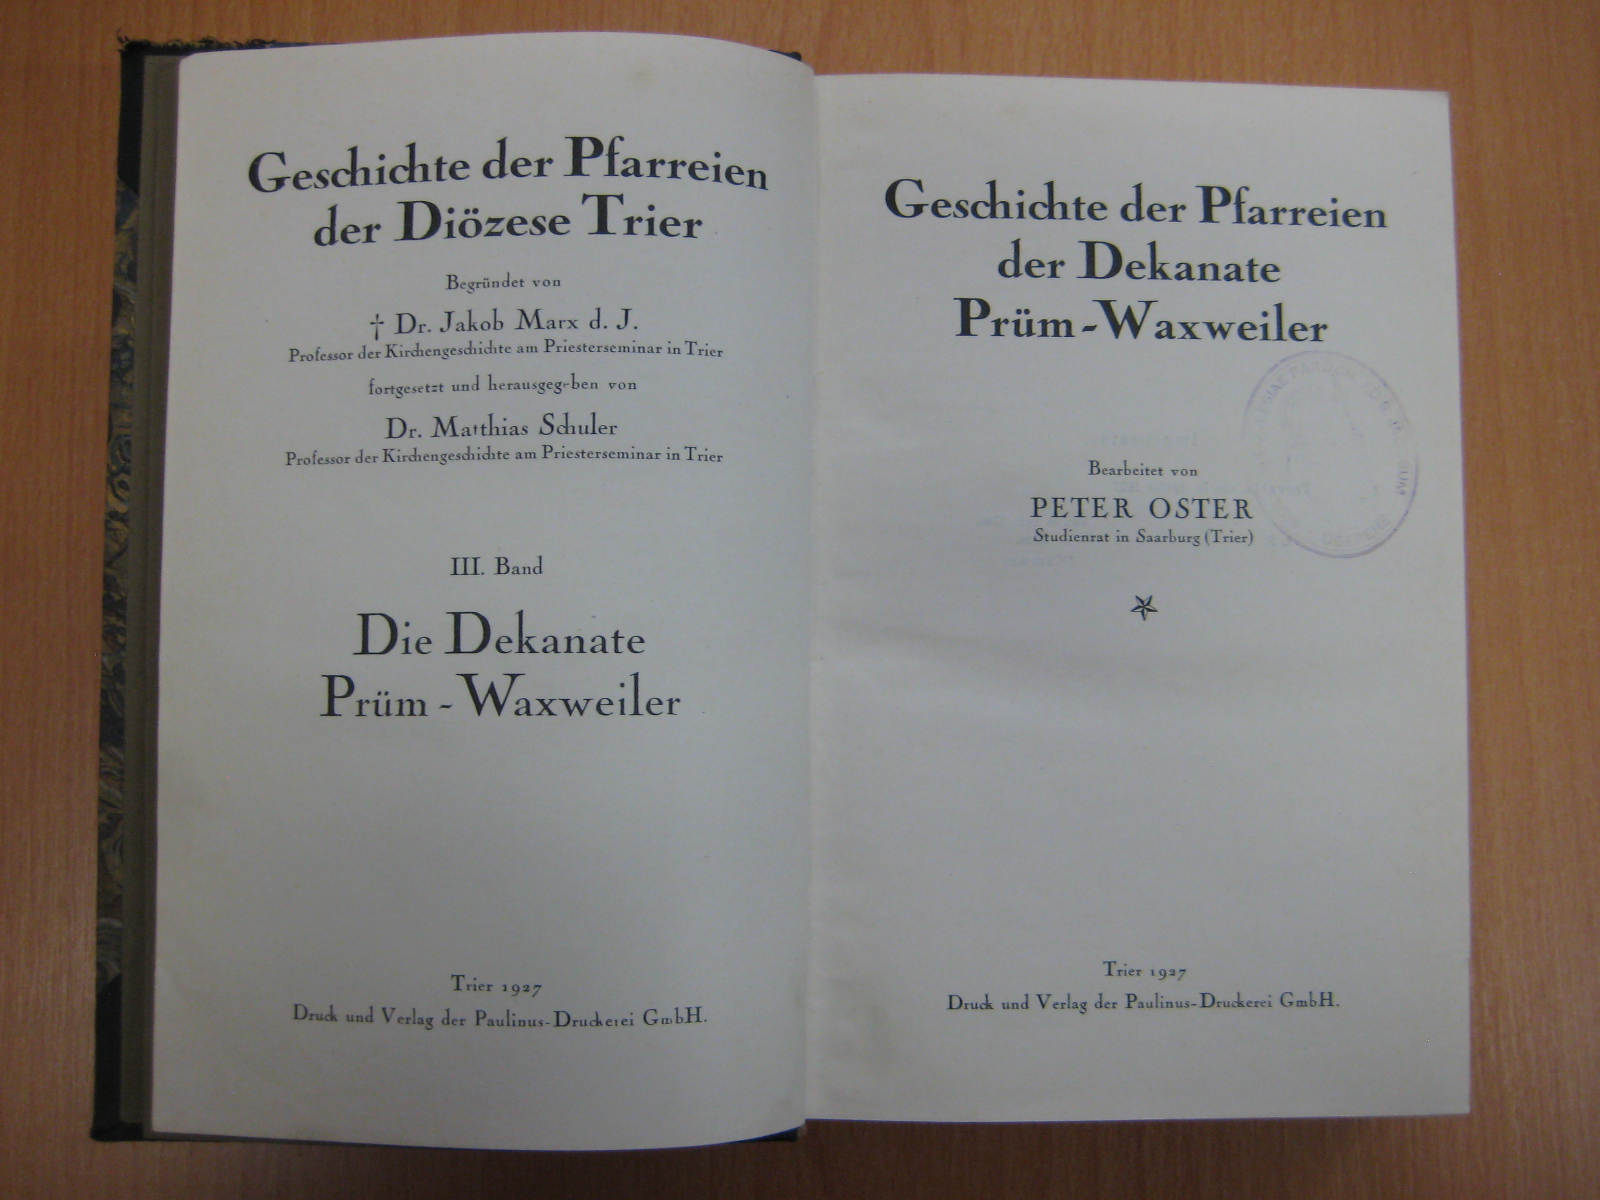 Geschichte der Pfarreien
der Diözese Trier
Begründet von
† Dr. Jakob Marx d. J.
Professor der Kirchengeschichte am Priesterseminar in Trier
fortgesetzt und herausgegeben von
Dr. Matthias Schuler
Professor der Kirchengeschichte am Priesterseminar in Trier
III. Band
Die Dekanate
Prüm - Waxweiler
Trier 1927
Druck und Verlag der Paulinus-Druckerei GmbH.
Geschichte der Pfarreien
der Dekanate
Prüm - Waxweiler
Bearbeitet von
PETER OSTER
Studienrat in Saarburg (Trier)
Trier 1927
Druck und Verlag der Paulinus-Druckerei GmbH.